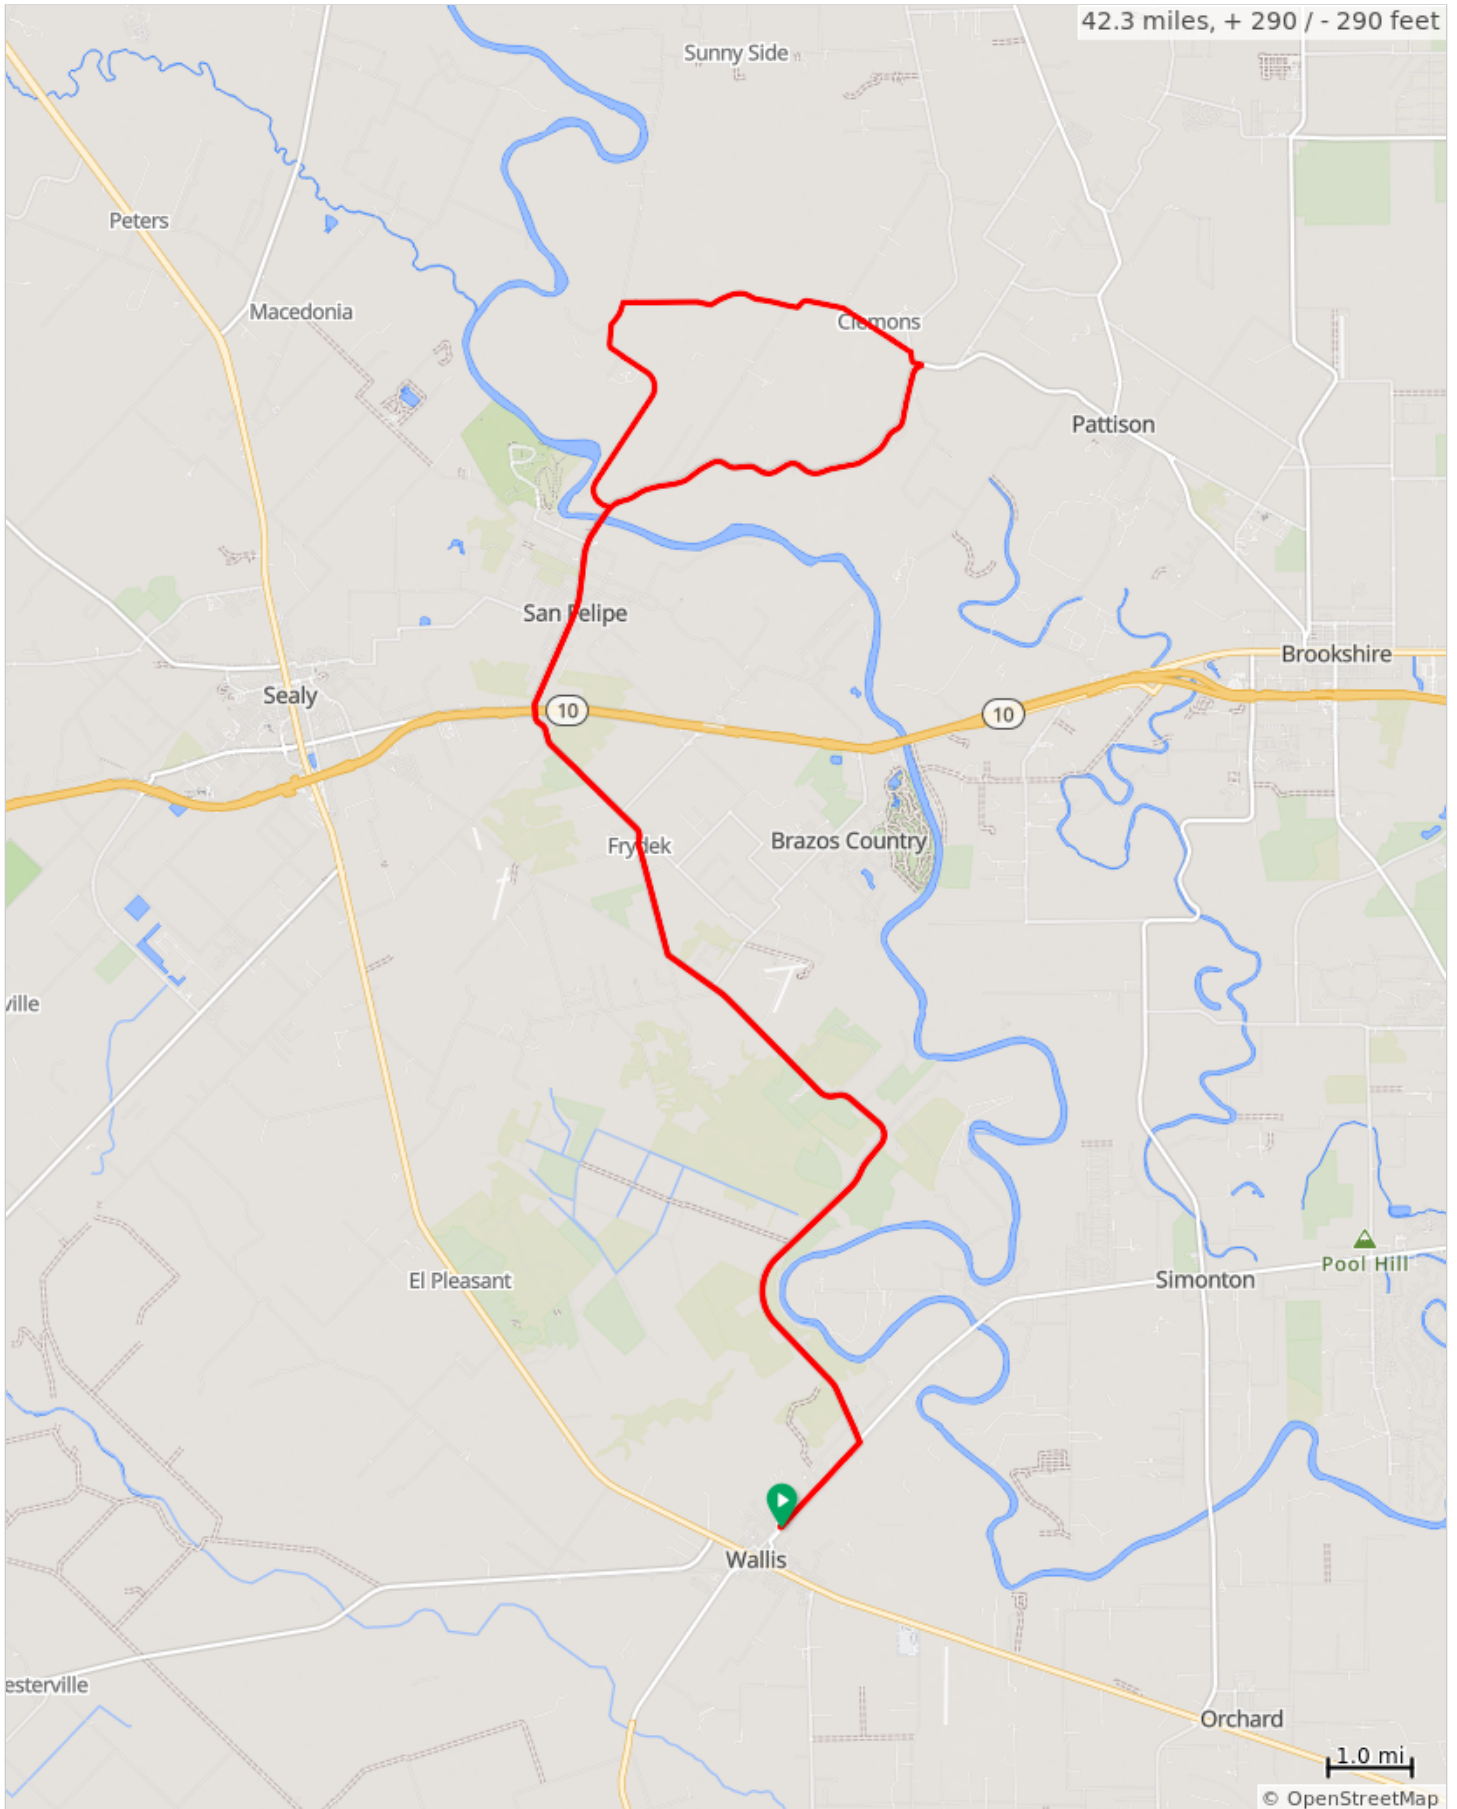 42.3 miles, + 290 / - 290 feet
Sunny Side
Peters
Macedonia
Clemons
Pattison
San Felipe
Brookshire
Sealy
10
10
Brazos Country
Frydek
ville
Pool Hill
El Pleasant
Simonton
Wallis
esterville
Orchard
1.0 mi
© OpenStreetMap